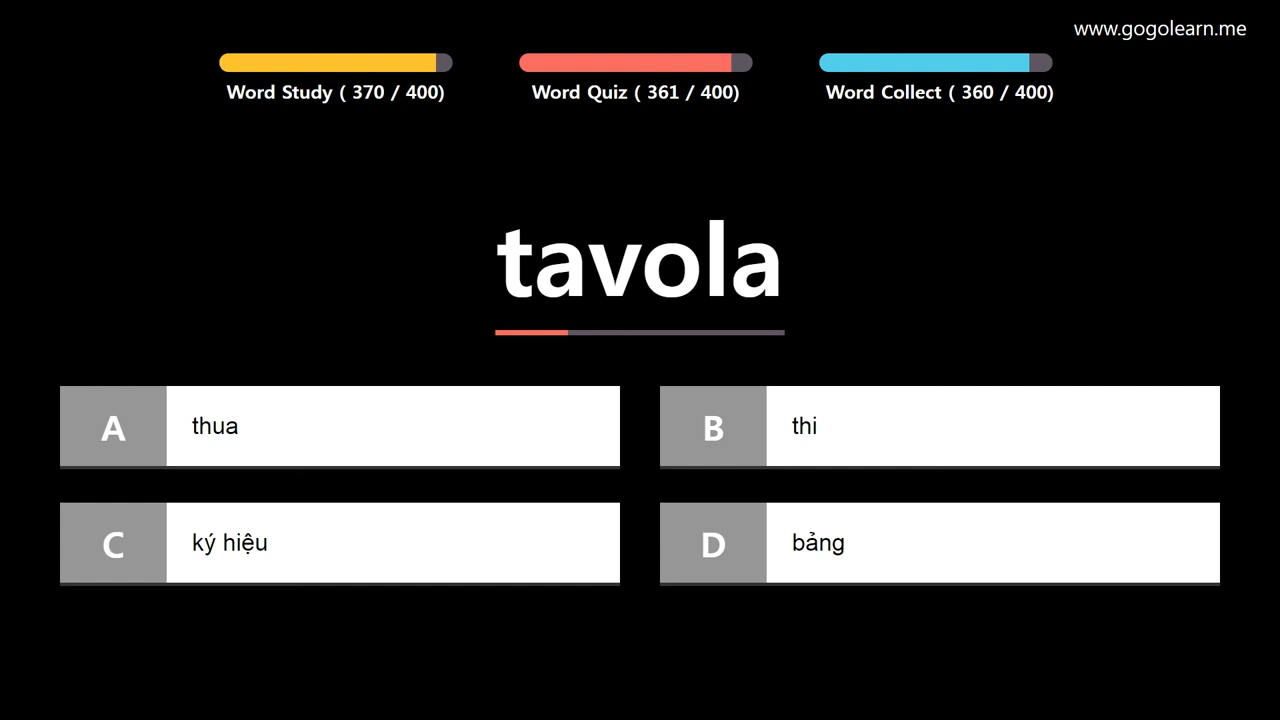 www.gogolearn.me
Word Study ( 370 / 400)
Word Quiz ( 361 / 400)
Word Collect ( 360 / 400)
tavola
A thua
B thi
C ký hiệu
D bảng